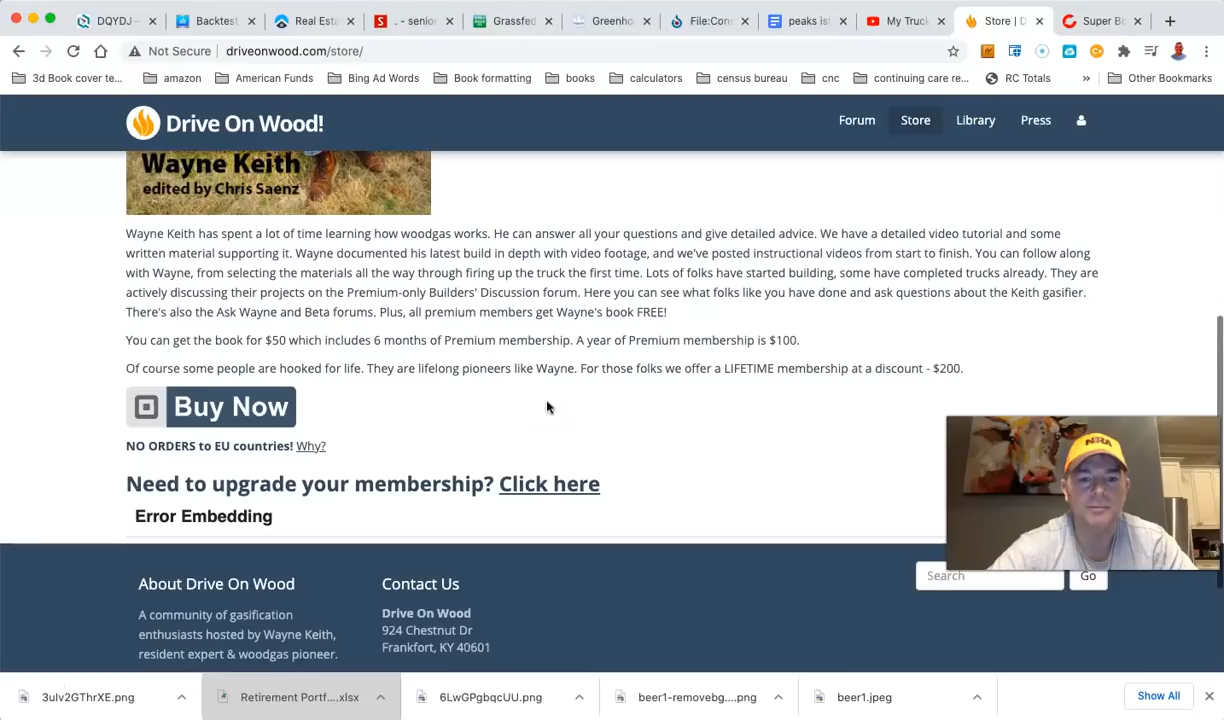 DQYDJ -
Backtest
Real Esta
. - senio
Grassfed
Greenho
File:Con
peaks isl
My Truck
Store | D
Super Bo
Not Secure
driveonwood.com/store/
3d Book cover te...
amazon
American Funds
Bing Ad Words
Book formatting
books
calculators
census bureau
cnc
continuing care re...
RC Totals
»
Other Bookmarks
Drive On Wood!
Forum
Store
Library
Press
Wayne Keith
edited by Chris Saenz
Wayne Keith has spent a lot of time learning how woodgas works. He can answer all your questions and give detailed advice. We have a detailed video tutorial and some
written material supporting it. Wayne documented his latest build in depth with video footage, and we've posted instructional videos from start to finish. You can follow along
with Wayne, from selecting the materials all the way through firing up the truck the first time. Lots of folks have started building, some have completed trucks already. They are
actively discussing their projects on the Premium-only Builders' Discussion forum. Here you can see what folks like you have done and ask questions about the Keith gasifier.
There's also the Ask Wayne and Beta forums. Plus, all premium members get Wayne's book FREE!
You can get the book for $50 which includes 6 months of Premium membership. A year of Premium membership is $100.
Of course some people are hooked for life. They are lifelong pioneers like Wayne. For those folks we offer a LIFETIME membership at a discount - $200.
Buy Now
NO ORDERS to EU countries! Why?
Need to upgrade your membership? Click here
Error Embedding
NRA
About Drive On Wood
A community of gasification
enthusiasts hosted by Wayne Keith,
resident expert & woodgas pioneer.
Contact Us
Drive On Wood
924 Chestnut Dr
Frankfort, KY 40601
Search
Go
3uIv2GThrXE.png
Retirement Portf....xlsx
6LwGPgbqcUU.png
beer1-removebg....png
beer1.jpeg
Show All